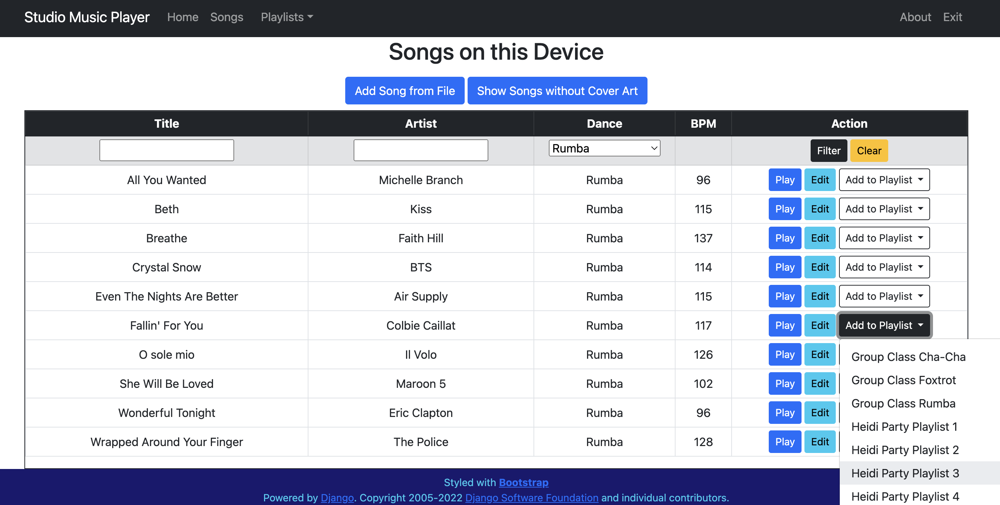 Studio Music Player Home Songs Playlists About Exit
Songs on this Device
Add Song from File Show Songs without Cover Art
Title Artist Dance BPM Action
Rumba Filter Clear
All You Wanted Michelle Branch Rumba 96 Play Edit Add to Playlist
Beth Kiss Rumba 115 Play Edit Add to Playlist
Breathe Faith Hill Rumba 137 Play Edit Add to Playlist
Crystal Snow BTS Rumba 114 Play Edit Add to Playlist
Even The Nights Are Better Air Supply Rumba 115 Play Edit Add to Playlist
Fallin' For You Colbie Caillat Rumba 117 Play Edit Add to Playlist
O sole mio Il Volo Rumba 126 Play Edit
She Will Be Loved Maroon 5 Rumba 102 Play Edit
Wonderful Tonight Eric Clapton Rumba 96 Play Edit
Wrapped Around Your Finger The Police Rumba 128 Play Edit
Group Class Cha-Cha
Group Class Foxtrot
Group Class Rumba
Heidi Party Playlist 1
Heidi Party Playlist 2
Heidi Party Playlist 3
Heidi Party Playlist 4
Styled with Bootstrap
Powered by Django. Copyright 2005-2022 Django Software Foundation and individual contributors.